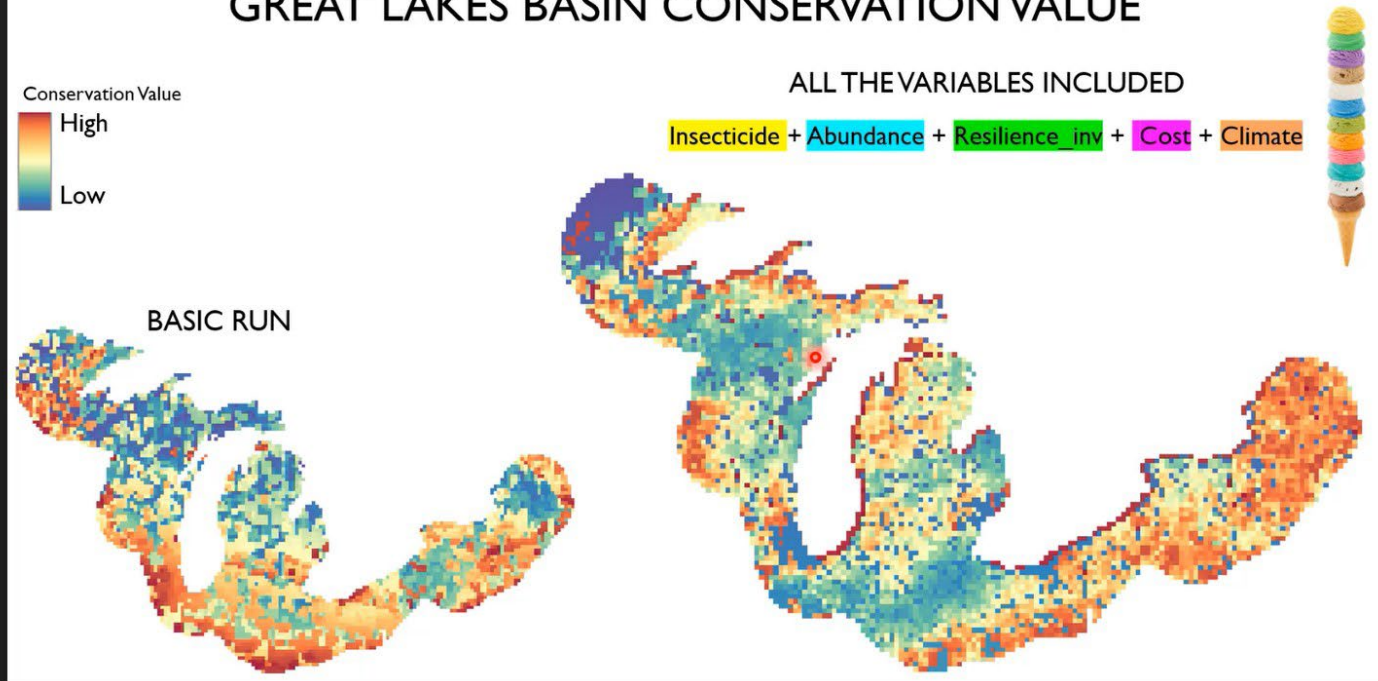 GREAT LAKES BASIN CONSERVATION VALUE
ALL THE VARIABLES INCLUDED
Conservation Value
High
Low
Insecticide + Abundance + Resilience_inv + Cost + Climate
BASIC RUN